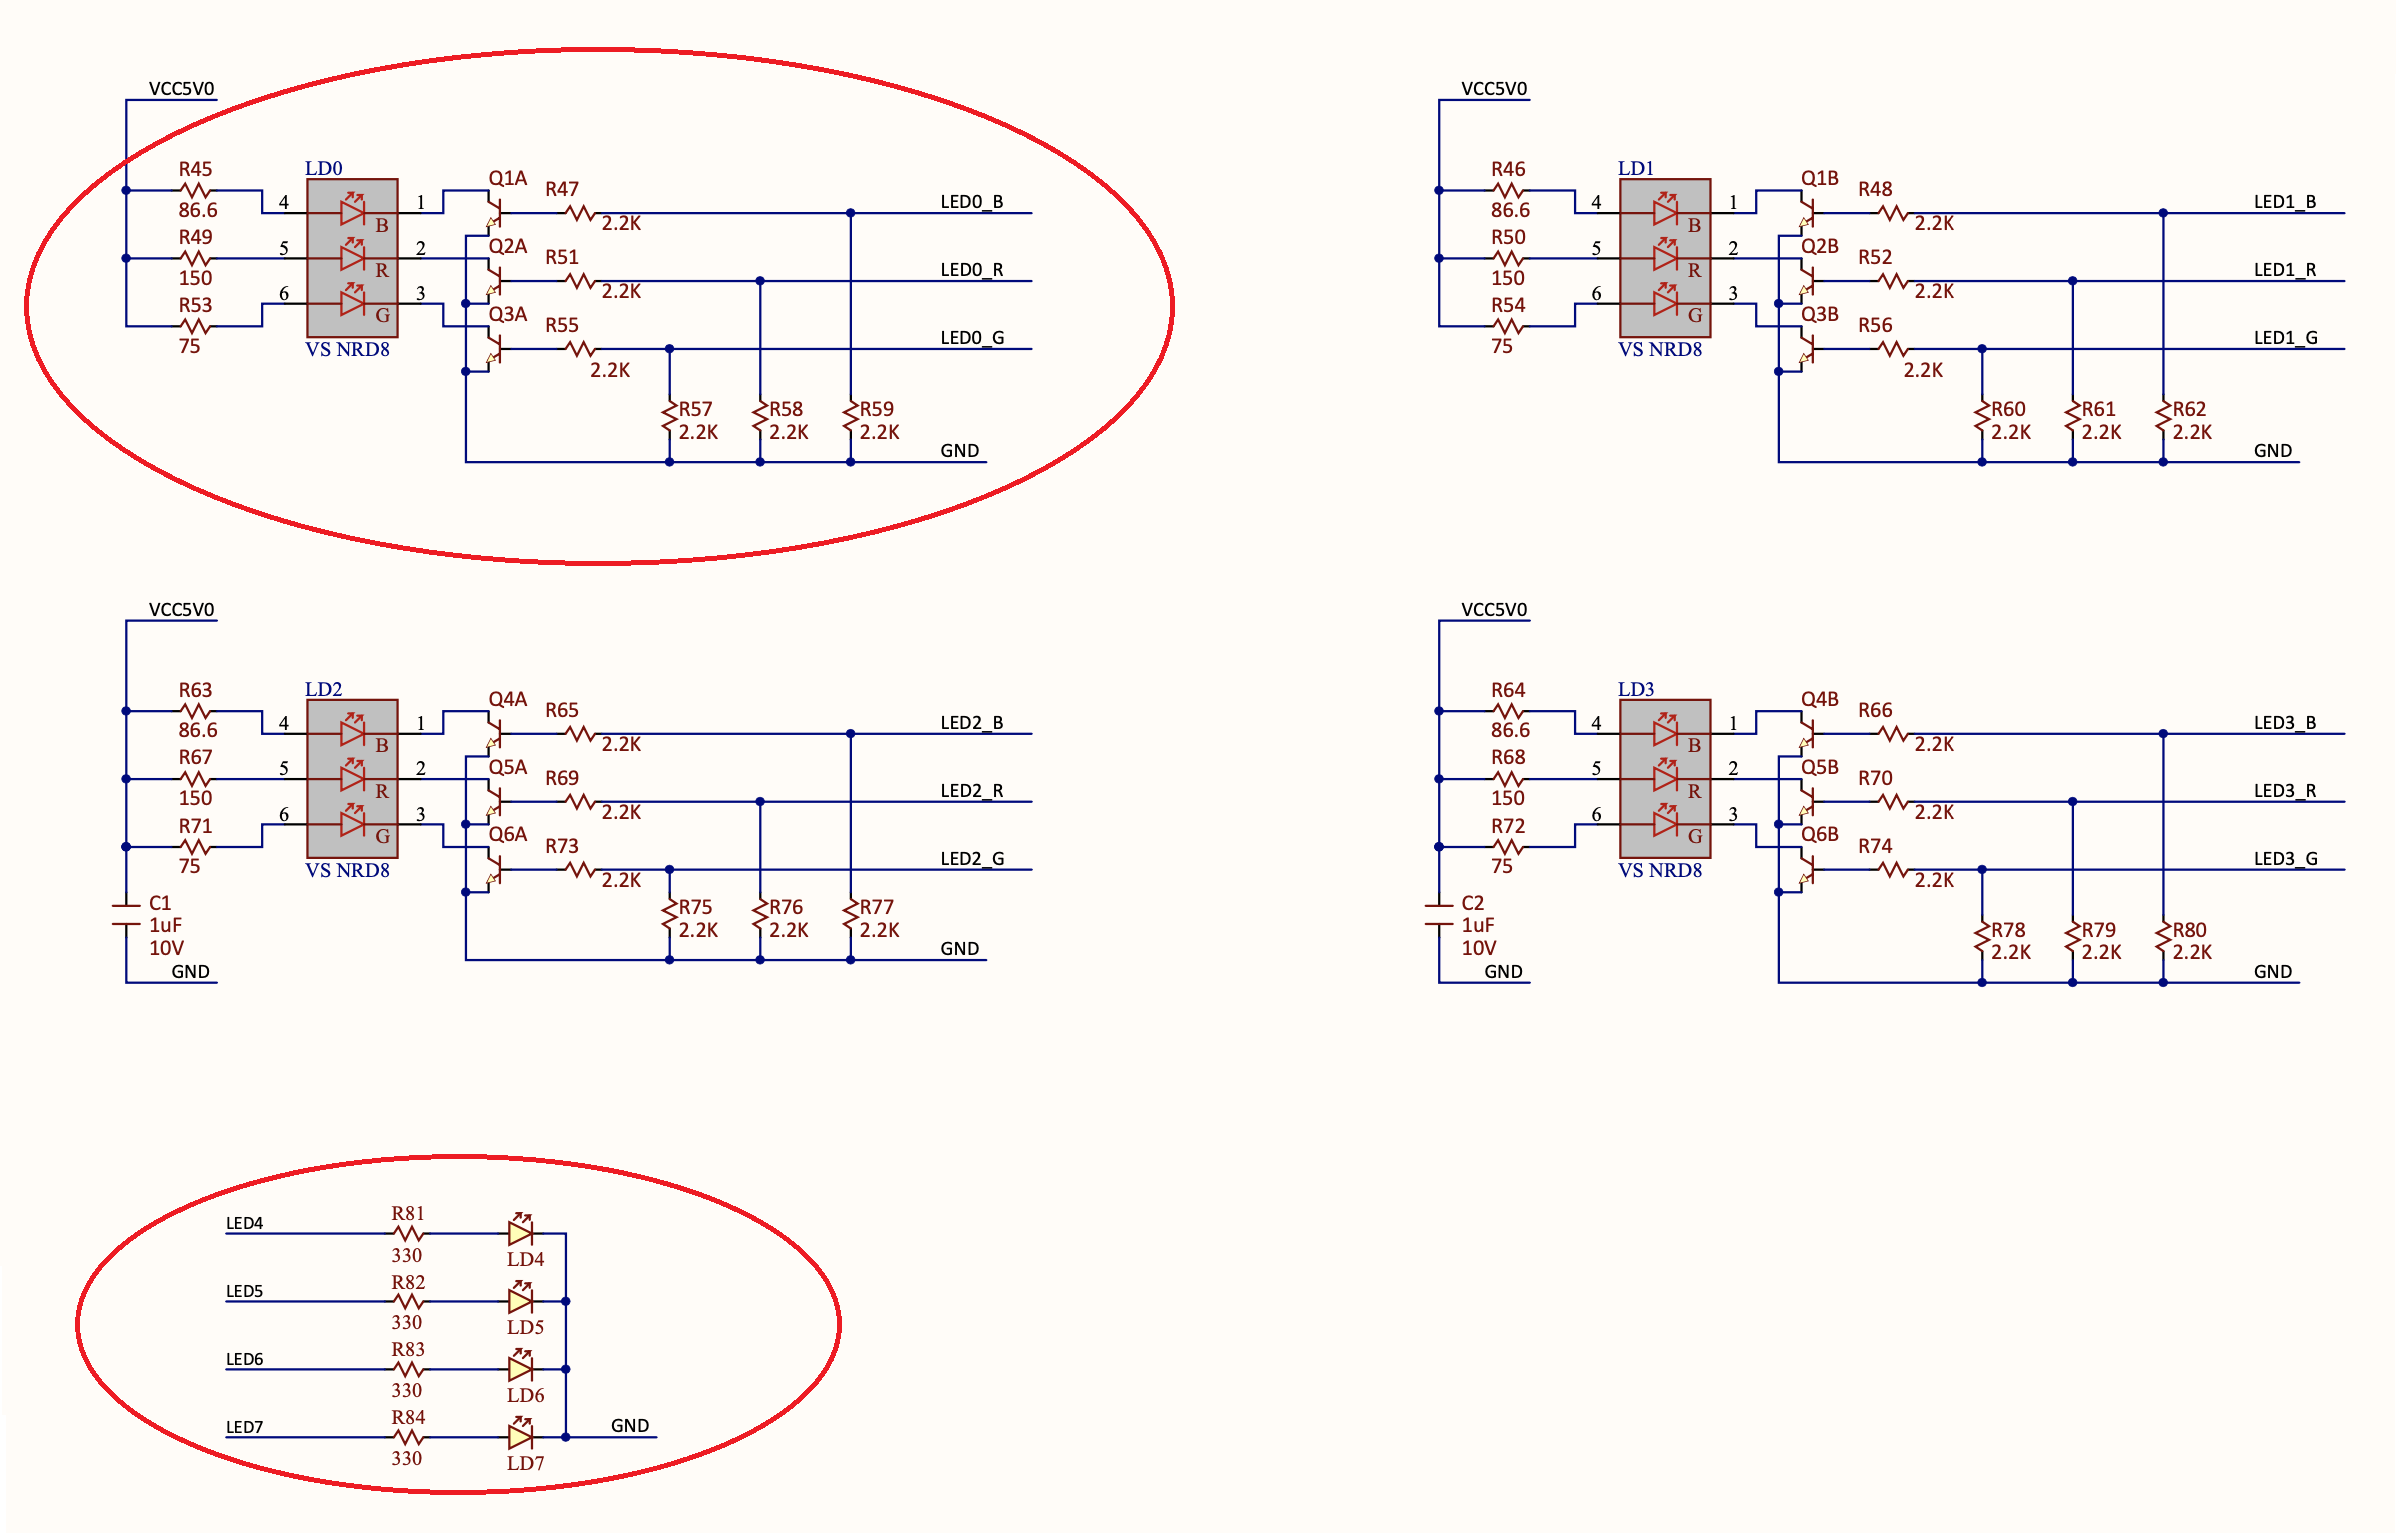 VCC5V0
R45
86.6
R49
150
R53
75
LD0
4
5
6
B
R
G
1
2
3
VS NRD8
Q1A
Q2A
Q3A
R47
2.2K
R51
2.2K
R55
2.2K
LED0_B
LED0_R
LED0_G
R57
2.2K
R58
2.2K
R59
2.2K
GND
VCC5V0
R46
86.6
R50
150
R54
75
LD1
4
5
6
B
R
G
1
2
3
VS NRD8
Q1B
Q2B
Q3B
R48
2.2K
R52
2.2K
R56
2.2K
LED1_B
LED1_R
LED1_G
R60
2.2K
R61
2.2K
R62
2.2K
GND
VCC5V0
R63
86.6
R67
150
R71
75
C1
1uF
10V
GND
LD2
4
5
6
B
R
G
1
2
3
VS NRD8
Q4A
Q5A
Q6A
R65
2.2K
R69
2.2K
R73
2.2K
LED2_B
LED2_R
LED2_G
R75
2.2K
R76
2.2K
R77
2.2K
GND
VCC5V0
R64
86.6
R68
150
R72
75
C2
1uF
10V
GND
LD3
4
5
6
B
R
G
1
2
3
VS NRD8
Q4B
Q5B
Q6B
R66
2.2K
R70
2.2K
R74
2.2K
LED3_B
LED3_R
LED3_G
R78
2.2K
R79
2.2K
R80
2.2K
GND
LED4
R81
330
LD4
LED5
R82
330
LD5
LED6
R83
330
LD6
LED7
R84
330
LD7
GND